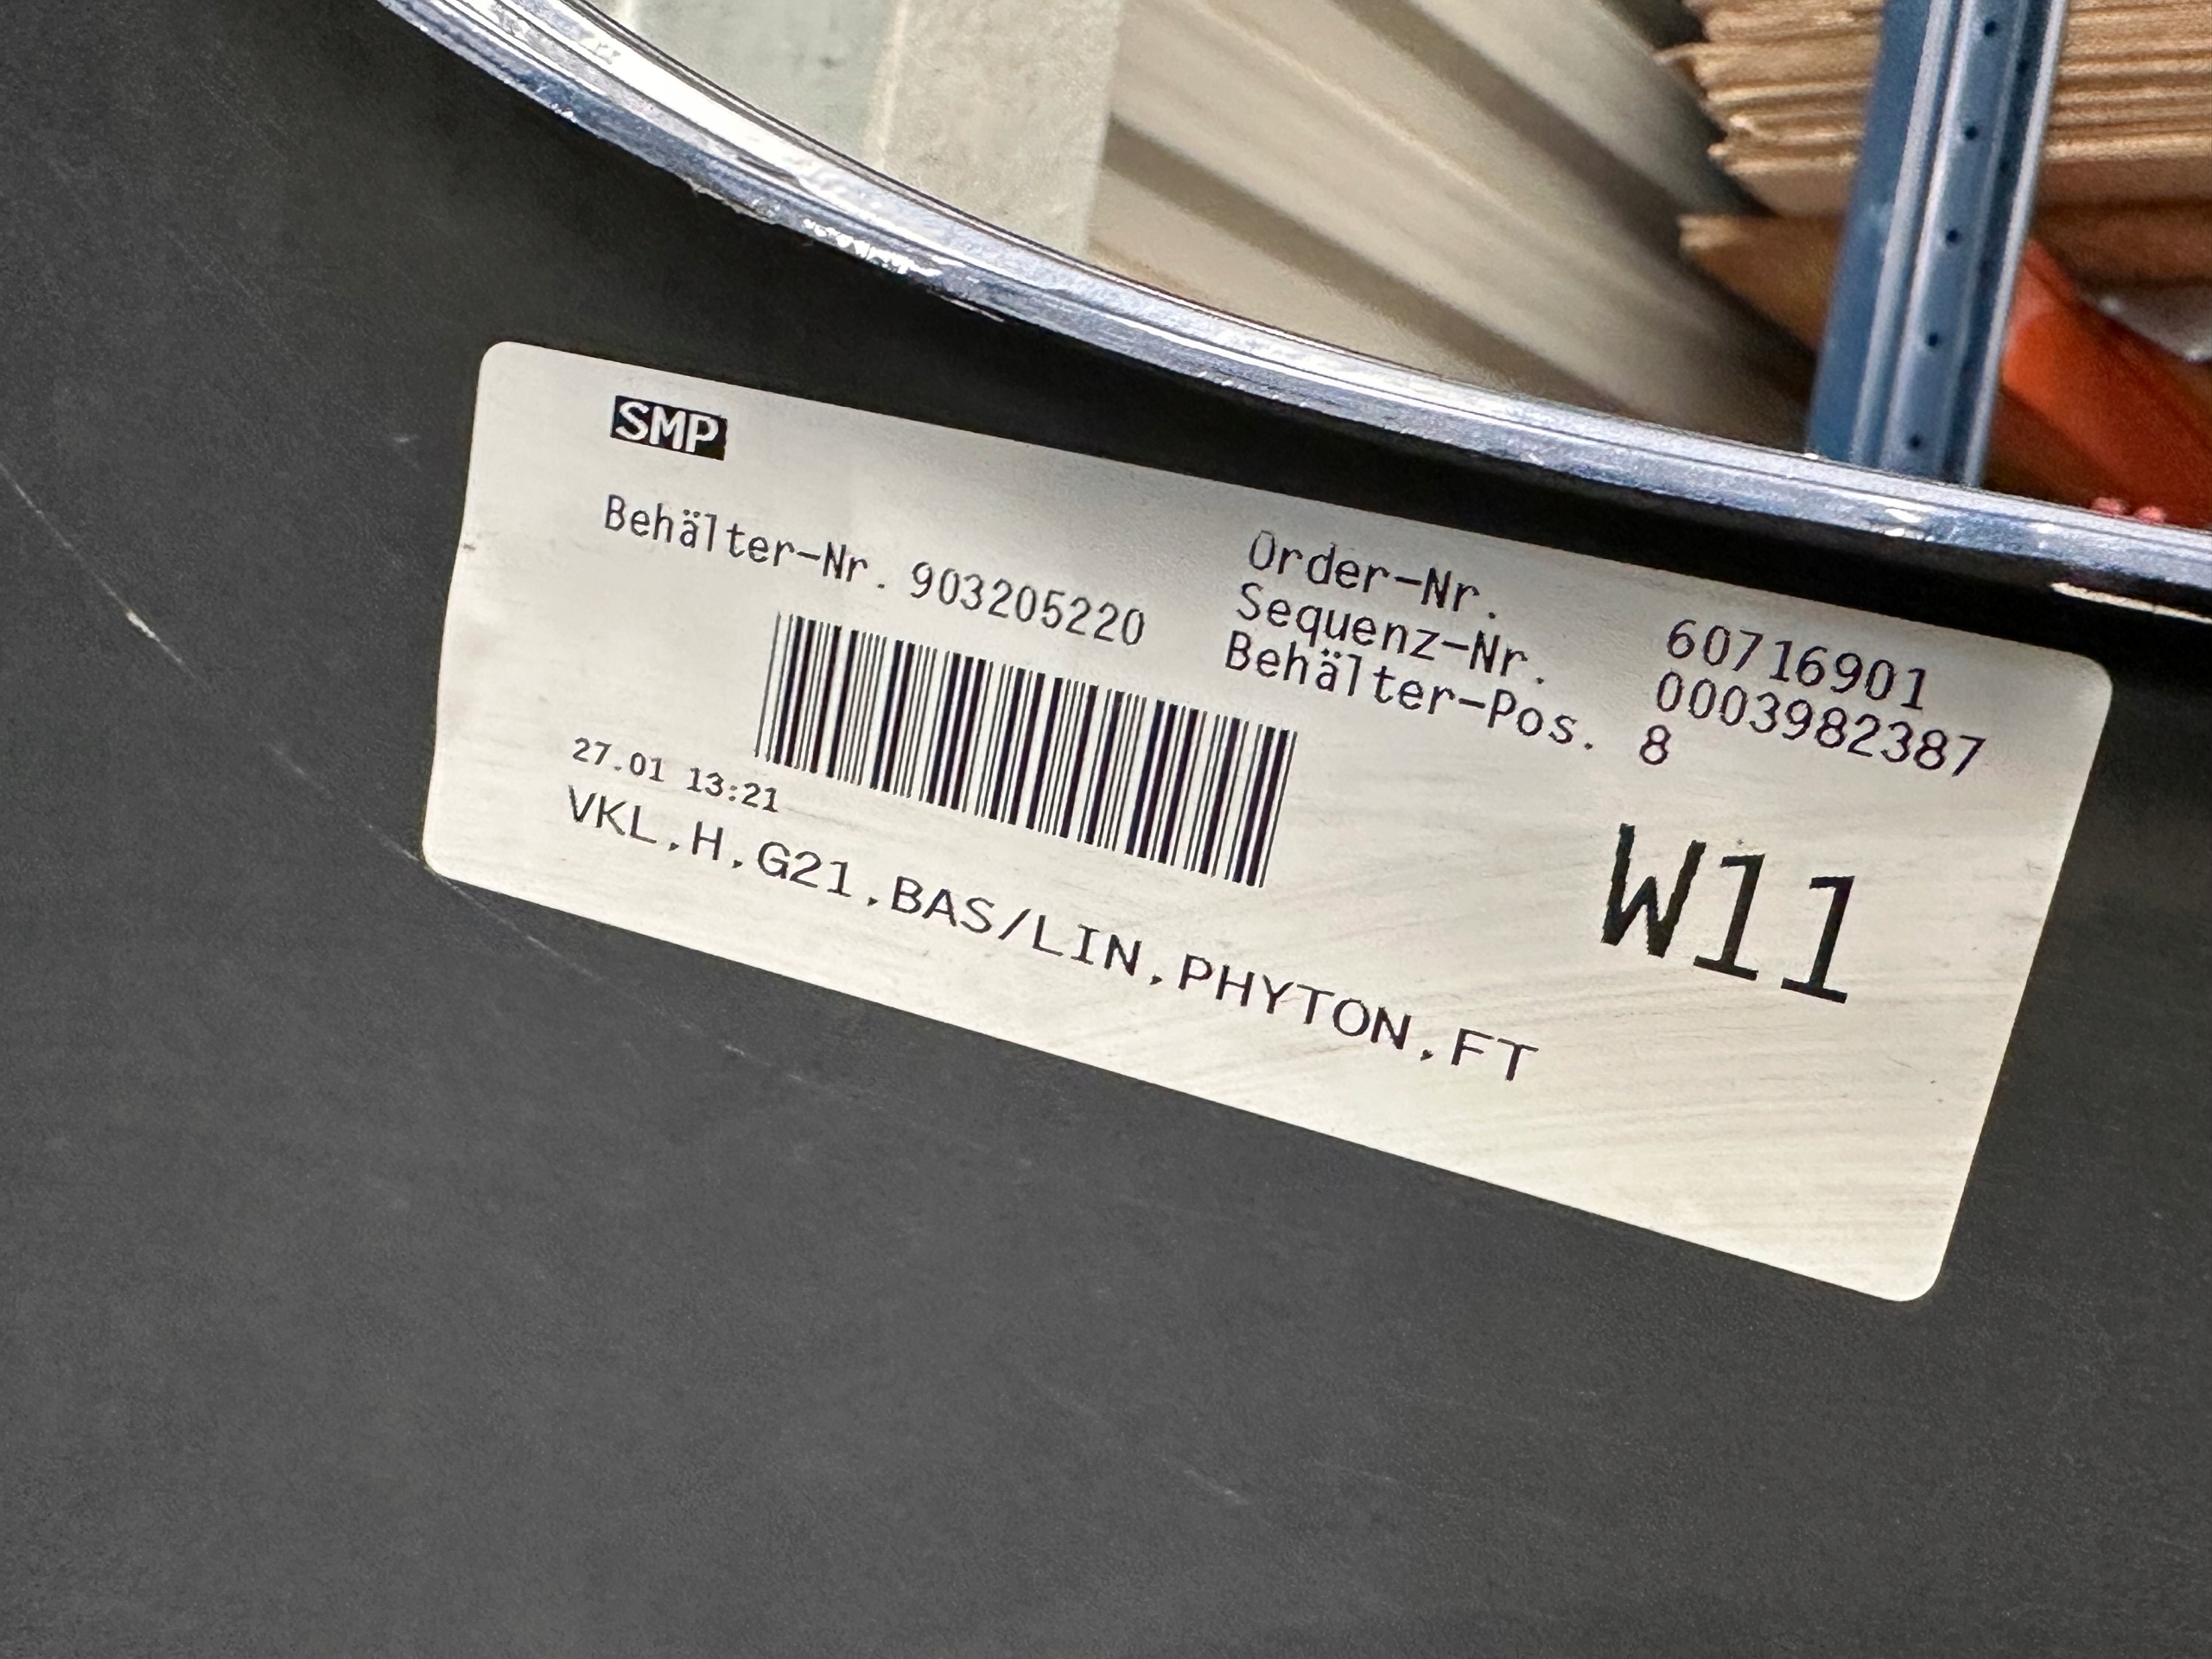 SMP
Behälter-Nr. 903205220
Order-Nr. 60716901
Sequenz-Nr. 0003982387
Behälter-Pos. 8
27.01 13:21
W11
VKL,H,G21,BAS/LIN,PHYTON,FT